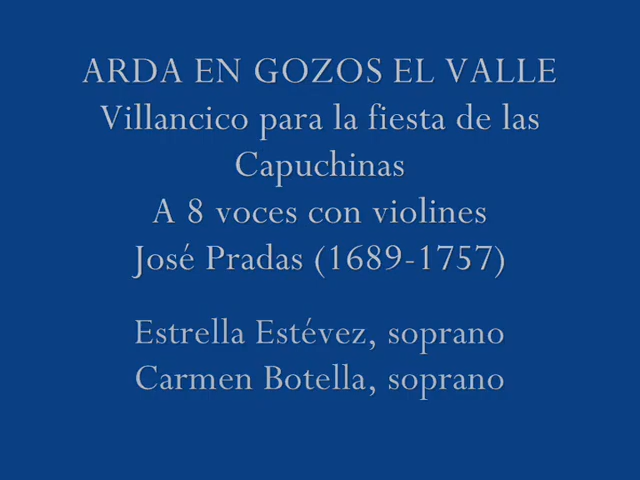 ARDA EN GOZOS EL VALLE
Villancico para la fiesta de las
Capuchinas
A 8 voces con violines
José Pradas (1689-1757)
Estrella Estévez, soprano
Carmen Botella, soprano